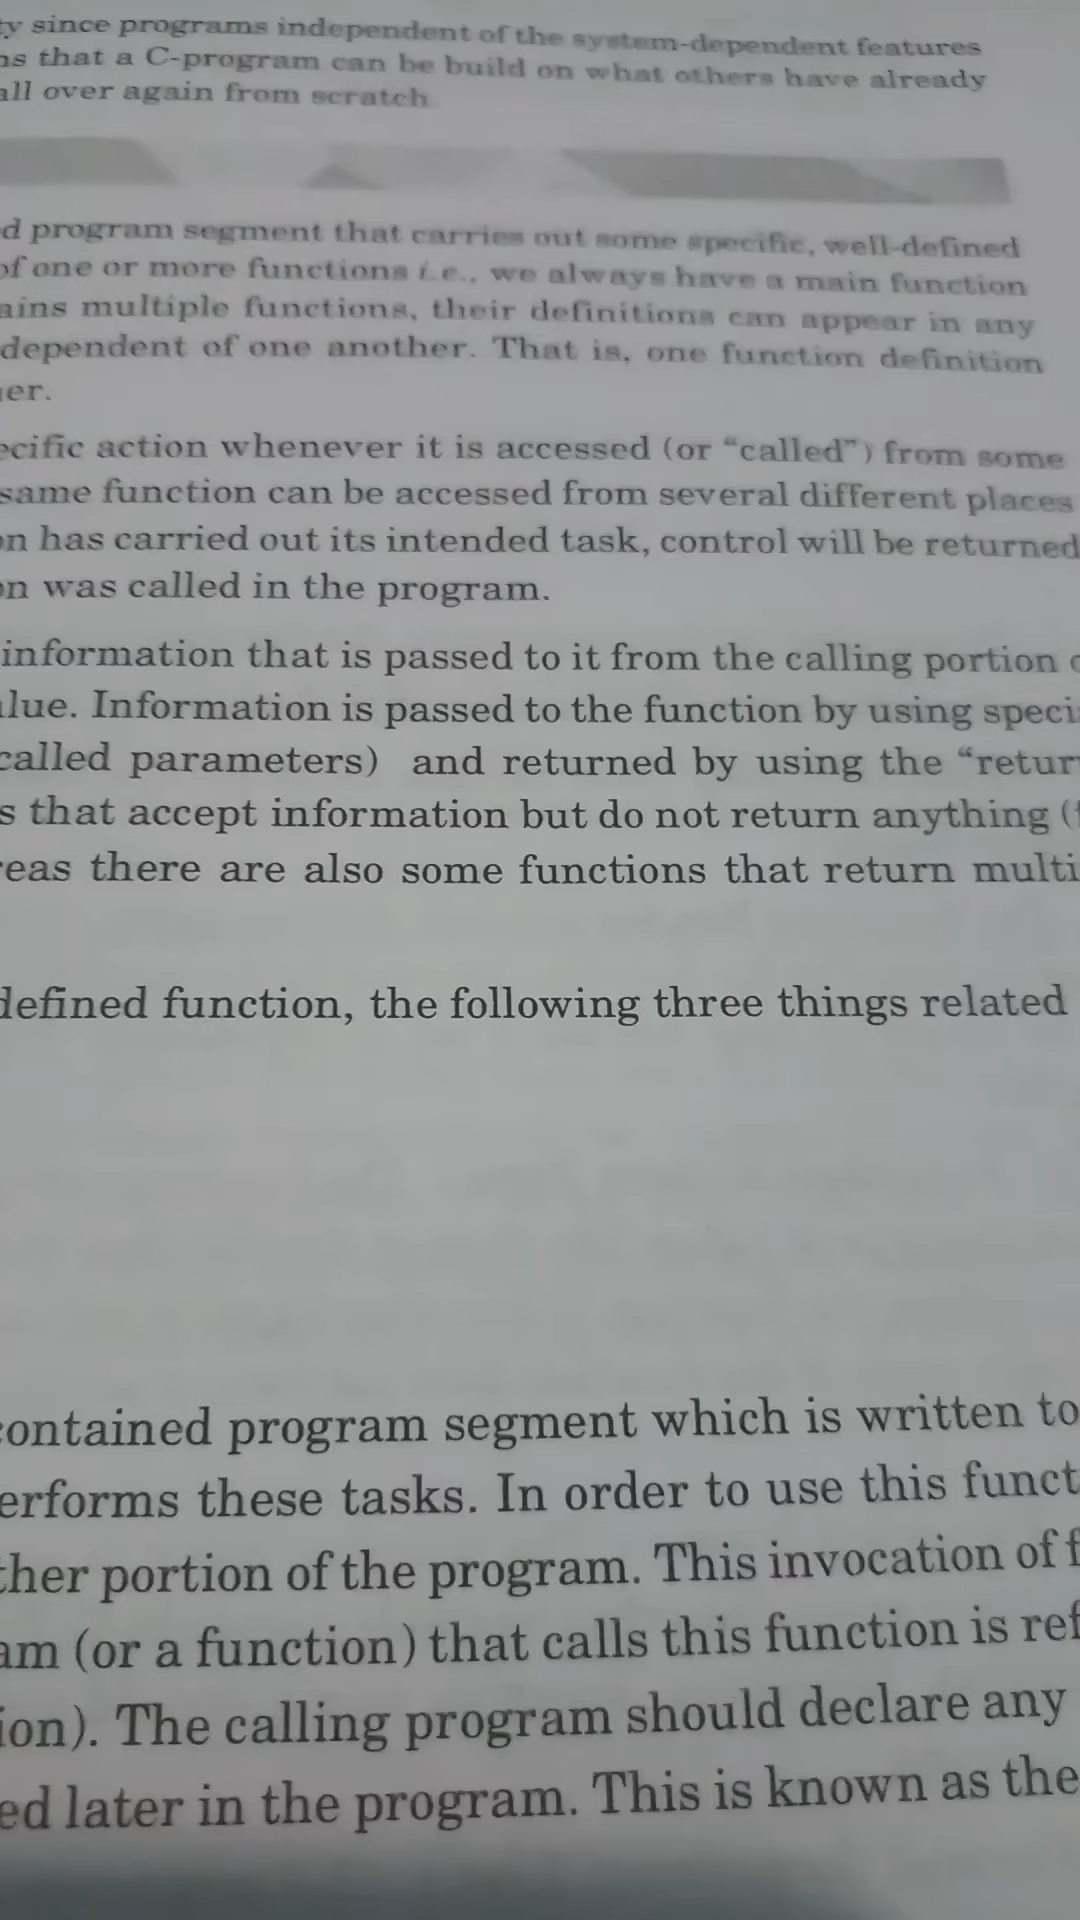 since programs independent of the system-dependent features
that a C-program can be build on what others have already
all over again from scratch
program segment that carries out some specific, well-defined
of one or more functions i.e., we always have a main function
multiple functions, their definitions can appear in any
dependent of one another. That is, one function definition
er.
ecific action whenever it is accessed (or “called”) from some
same function can be accessed from several different places
on has carried out its intended task, control will be returned
on was called in the program.
information that is passed to it from the calling portion
lue. Information is passed to the function by using speci
called parameters) and returned by using the “retur
s that accept information but do not return anything (
eas there are also some functions that return multi
defined function, the following three things related
contained program segment which is written to
erforms these tasks. In order to use this funct
ther portion of the program. This invocation of f
am (or a function) that calls this function is ref
ion). The calling program should declare any
ed later in the program. This is known as the